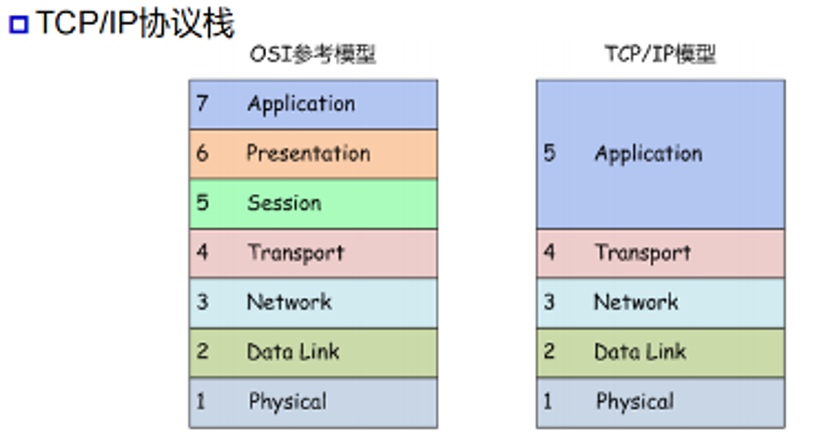 TCP/IP协议栈
OSI参考模型
7 Application
6 Presentation
5 Session
4 Transport
3 Network
2 Data Link
1 Physical
TCP/IP模型
5 Application
4 Transport
3 Network
2 Data Link
1 Physical